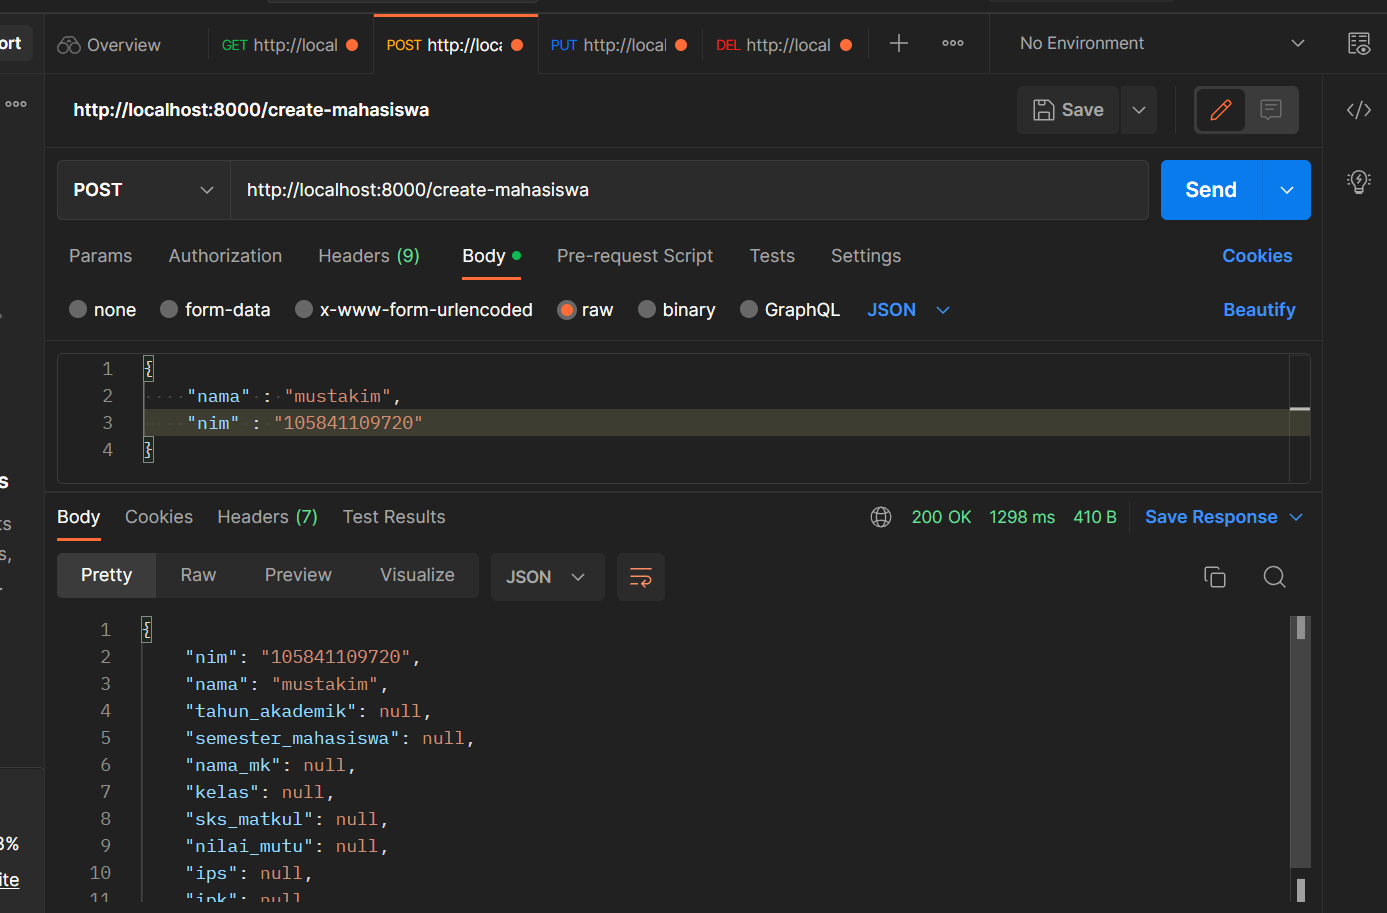 ort
Overview
GET http://local
POST http://loca
PUT http://local
DEL http://local
No Environment
http://localhost:8000/create-mahasiswa
Save
POST
http://localhost:8000/create-mahasiswa
Send
Params
Authorization
Headers (9)
Body
Pre-request Script
Tests
Settings
Cookies
none
form-data
x-www-form-urlencoded
raw
binary
GraphQL
JSON
Beautify
1 {
2 "nama" : "mustakim",
3 "nim" : "105841109720"
4 }
s
ts
s,
.
Body
Cookies
Headers (7)
Test Results
200 OK
1298 ms
410 B
Save Response
Pretty
Raw
Preview
Visualize
JSON
1 {
2 "nim": "105841109720",
3 "nama": "mustakim",
4 "tahun_akademik": null,
5 "semester_mahasiswa": null,
6 "nama_mk": null,
7 "kelas": null,
8 "sks_matkul": null,
9 "nilai_mutu": null,
10 "ips": null,
11 "ipk": null
3%
ite